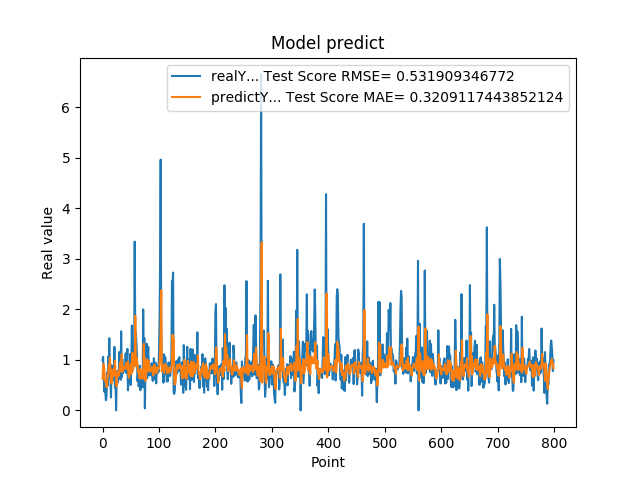 Model predict
realY... Test Score RMSE= 0.531909346772
predictY... Test Score MAE= 0.3209117443852124
Real value
6
5
4
3
2
1
0
0 100 200 300 400 500 600 700 800
Point